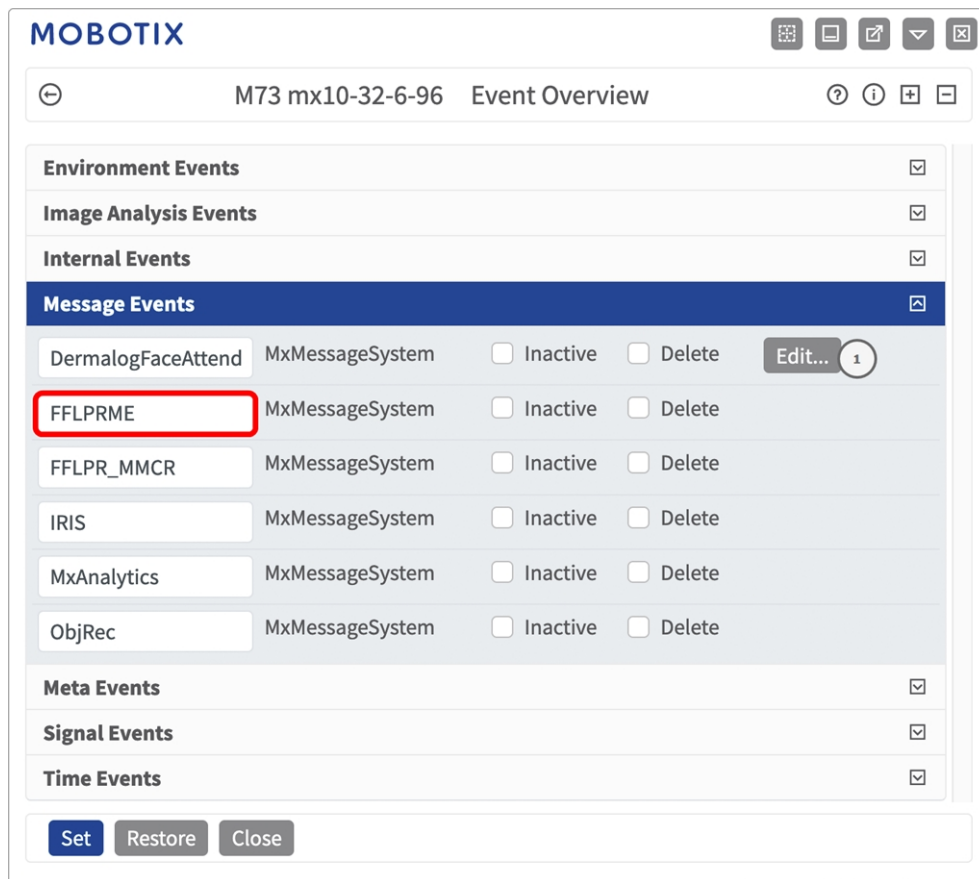 MOBOTIX
M73 mx10-32-6-96 Event Overview
Environment Events
Image Analysis Events
Internal Events
Message Events
DermalogFaceAttend MxMessageSystem Inactive Delete Edit... 1
FFLPRME MxMessageSystem Inactive Delete
FFLPR_MMCR MxMessageSystem Inactive Delete
IRIS MxMessageSystem Inactive Delete
MxAnalytics MxMessageSystem Inactive Delete
ObjRec MxMessageSystem Inactive Delete
Meta Events
Signal Events
Time Events
Set Restore Close